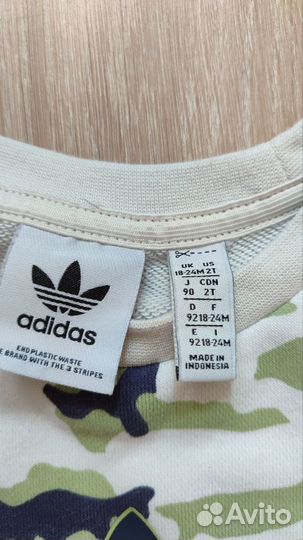 adidas
END PLASTIC WASTE
THE BRAND WITH THE 3 STRIPES
UK US
18-24M 2T
J CDN
90 2T
D F
92 18-24M
E I
92 18-24M
MADE IN
INDONESIA
Avito